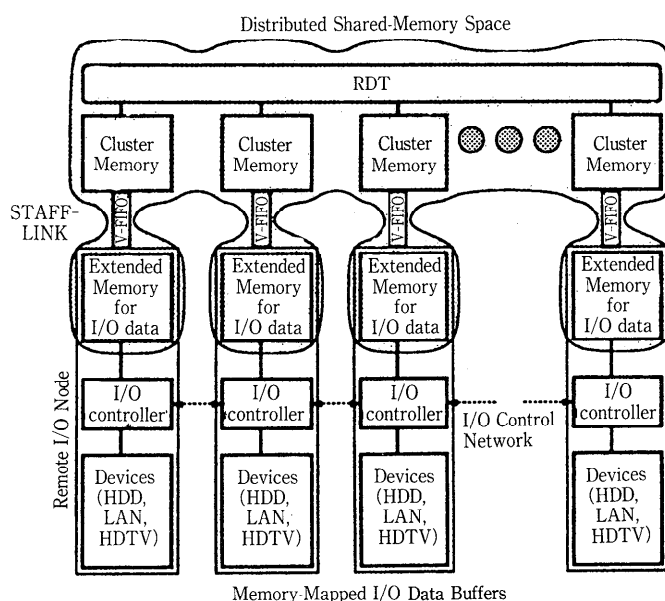 Distributed Shared-Memory Space
RDT
Cluster
Memory
Cluster
Memory
Cluster
Memory
Cluster
Memory
STAFF-
LINK
V-FIFO
V-FIFO
V-FIFO
V-FIFO
Extended
Memory
for
I/O data
Extended
Memory
for
I/O data
Extended
Memory
for
I/O data
Extended
Memory
for
I/O data
Remote I/O Node
I/O
controller
I/O
controller
I/O
controller
I/O Control
Network
I/O
controller
Devices
(HDD,
LAN,
HDTV)
Devices
(HDD,
LAN,
HDTV)
Devices
(HDD,
LAN,
HDTV)
Devices
(HDD,
LAN,
HDTV)
Memory-Mapped I/O Data Buffers